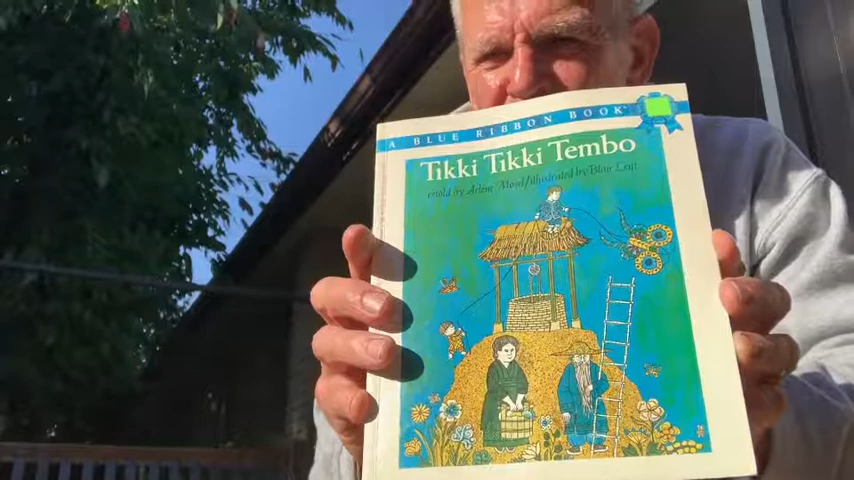 A BLUE RIBBON BOOK
Tikki Tikki Tembo
retold by Arlene Mosel/Illustrated by Blair Lent